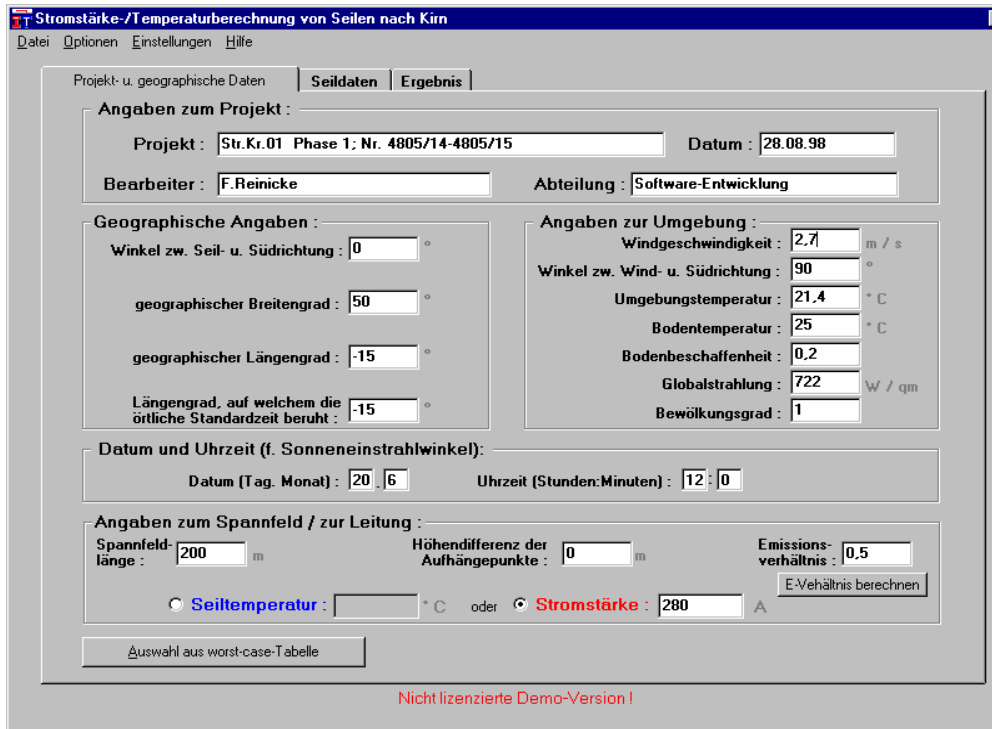 Stromstärke-/Temperaturberechnung von Seilen nach Kirn
Datei Optionen Einstellungen Hilfe
Projekt- u. geographische Daten Seildaten Ergebnis
Angaben zum Projekt :
Projekt : Str.Kr.01 Phase 1; Nr. 4805/14-4805/15 Datum : 28.08.98
Bearbeiter : F.Reinicke Abteilung : Software-Entwicklung
Geographische Angaben :
Winkel zw. Seil- u. Südrichtung : 0 °
geographischer Breitengrad : 50 °
geographischer Längengrad : -15 °
Längengrad, auf welchem die
örtliche Standardzeit beruht : -15 °
Angaben zur Umgebung :
Windgeschwindigkeit : 2,7 m / s
Winkel zw. Wind- u. Südrichtung : 90 °
Umgebungstemperatur : 21,4 ° C
Bodentemperatur : 25 ° C
Bodenbeschaffenheit : 0,2
Globalstrahlung : 722 W / qm
Bewölkungsgrad : 1
Datum und Uhrzeit (f. Sonneneinstrahlwinkel):
Datum (Tag. Monat) : 20 . 6 Uhrzeit (Stunden:Minuten) : 12 : 0
Angaben zum Spannfeld / zur Leitung :
Spannfeld-
länge : 200 m
Höhendifferenz der
Aufhängepunkte : 0 m
Emissions-
verhältnis : 0,5
E-Vehältnis berechnen
Seiltemperatur : ° C oder Stromstärke : 280 A
Auswahl aus worst-case-Tabelle
Nicht lizenzierte Demo-Version !